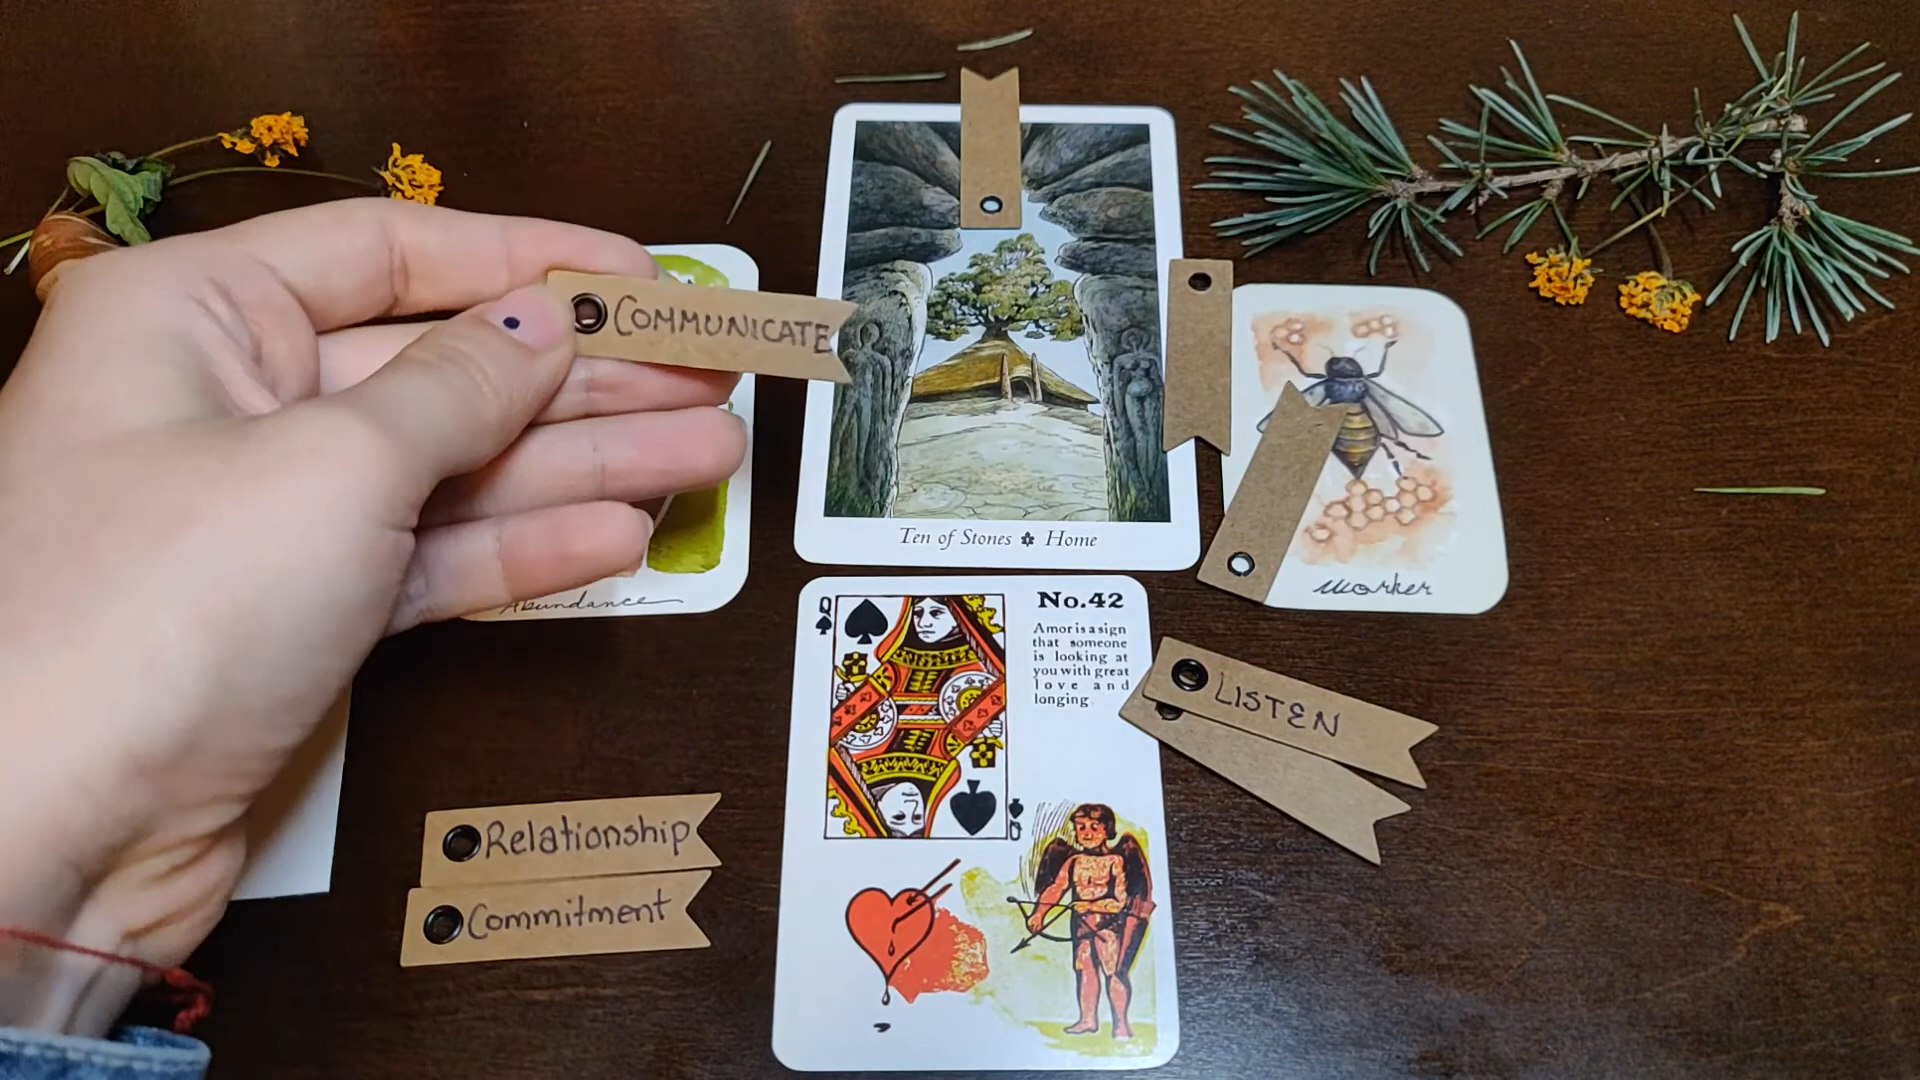 COMMUNICATE
Abundance
Ten of Stones Home
Worker
Q
No.42
Amor is a sign
that someone
is looking at
you with great
love and
longing.
Q
LISTEN
Relationship
Commitment